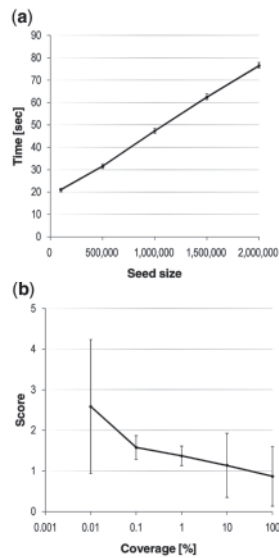 (a)
90
80
70
60
50
40
30
20
10
0
Time [sec]
0 500,000 1,000,000 1,500,000 2,000,000
Seed size
(b)
5
4
3
2
1
0
Score
0.001 0.01 0.1 1 10 100
Coverage [%]